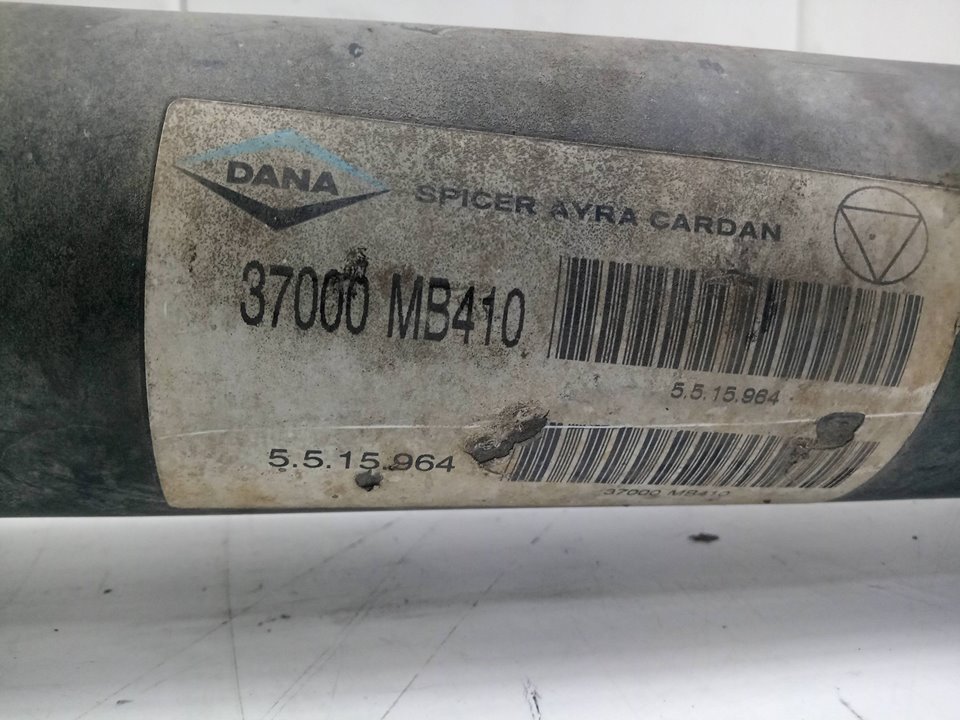 DANA
SPICER AYRA CARDAN
37000 MB410
5.5.15.964
5.5.15.964
37000 MB410